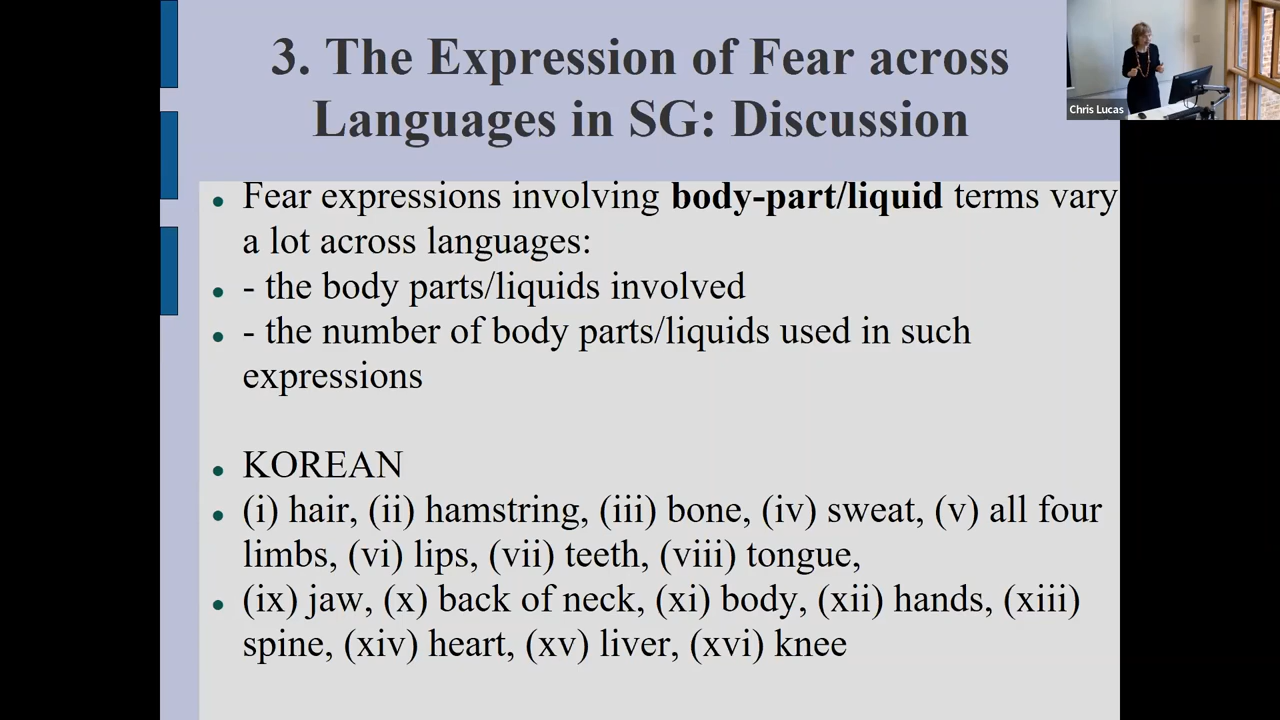 3. The Expression of Fear across
Languages in SG: Discussion
Chris Lucas
• Fear expressions involving body-part/liquid terms vary
a lot across languages:
• - the body parts/liquids involved
• - the number of body parts/liquids used in such
expressions
• KOREAN
• (i) hair, (ii) hamstring, (iii) bone, (iv) sweat, (v) all four
limbs, (vi) lips, (vii) teeth, (viii) tongue,
• (ix) jaw, (x) back of neck, (xi) body, (xii) hands, (xiii)
spine, (xiv) heart, (xv) liver, (xvi) knee